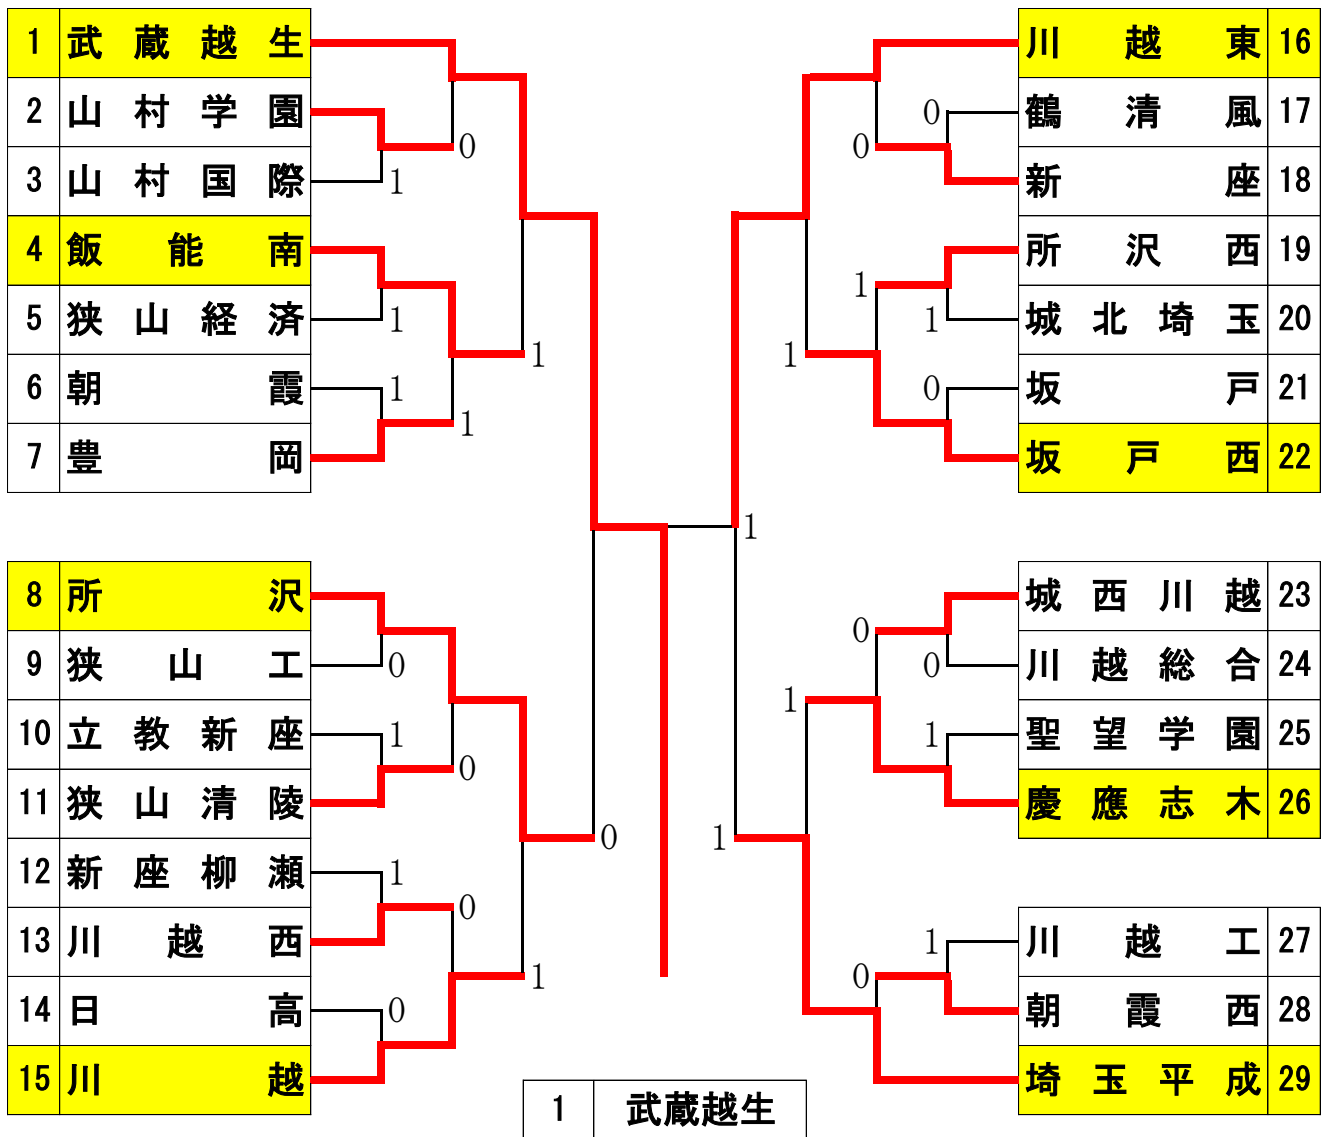 1 武蔵越生
2 山村学園
3 山村国際
4 飯能南
5 狭山経済
6 朝霞
7 豊岡
0
1
1
1
1
1
8 所沢
9 狭山工
10 立教新座
11 狭山清陵
12 新座柳瀬
13 川越西
14 日高
15 川越
0
1
0
0
1
0
1
0
川越東 16
鶴清風 17
新座 18
所沢西 19
城北埼玉 20
坂戸 21
坂戸西 22
0
0
1
1
1
0
1
城西川越 23
川越総合 24
聖望学園 25
慶應志木 26
0
0
1
1
1
川越工 27
朝霞西 28
埼玉平成 29
1
0
1 武蔵越生